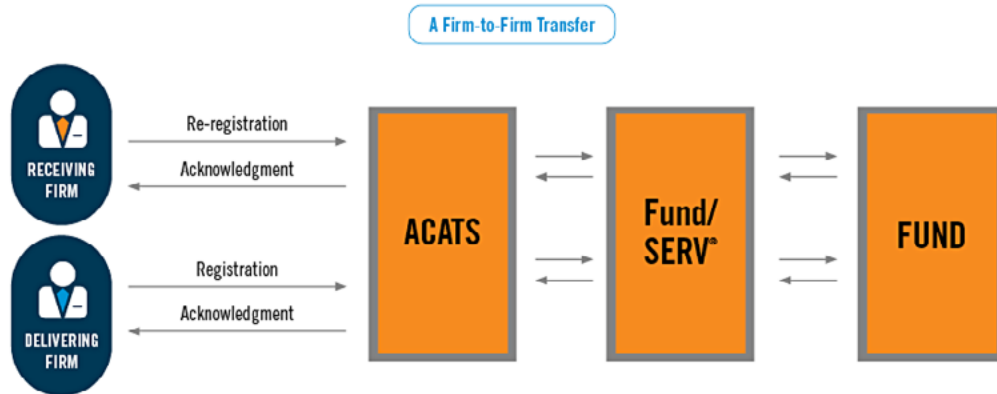 A Firm-to-Firm Transfer
RECEIVING
FIRM
Re-registration
Acknowledgment
DELIVERING
FIRM
Registration
Acknowledgment
ACATS
Fund/
SERV®
FUND